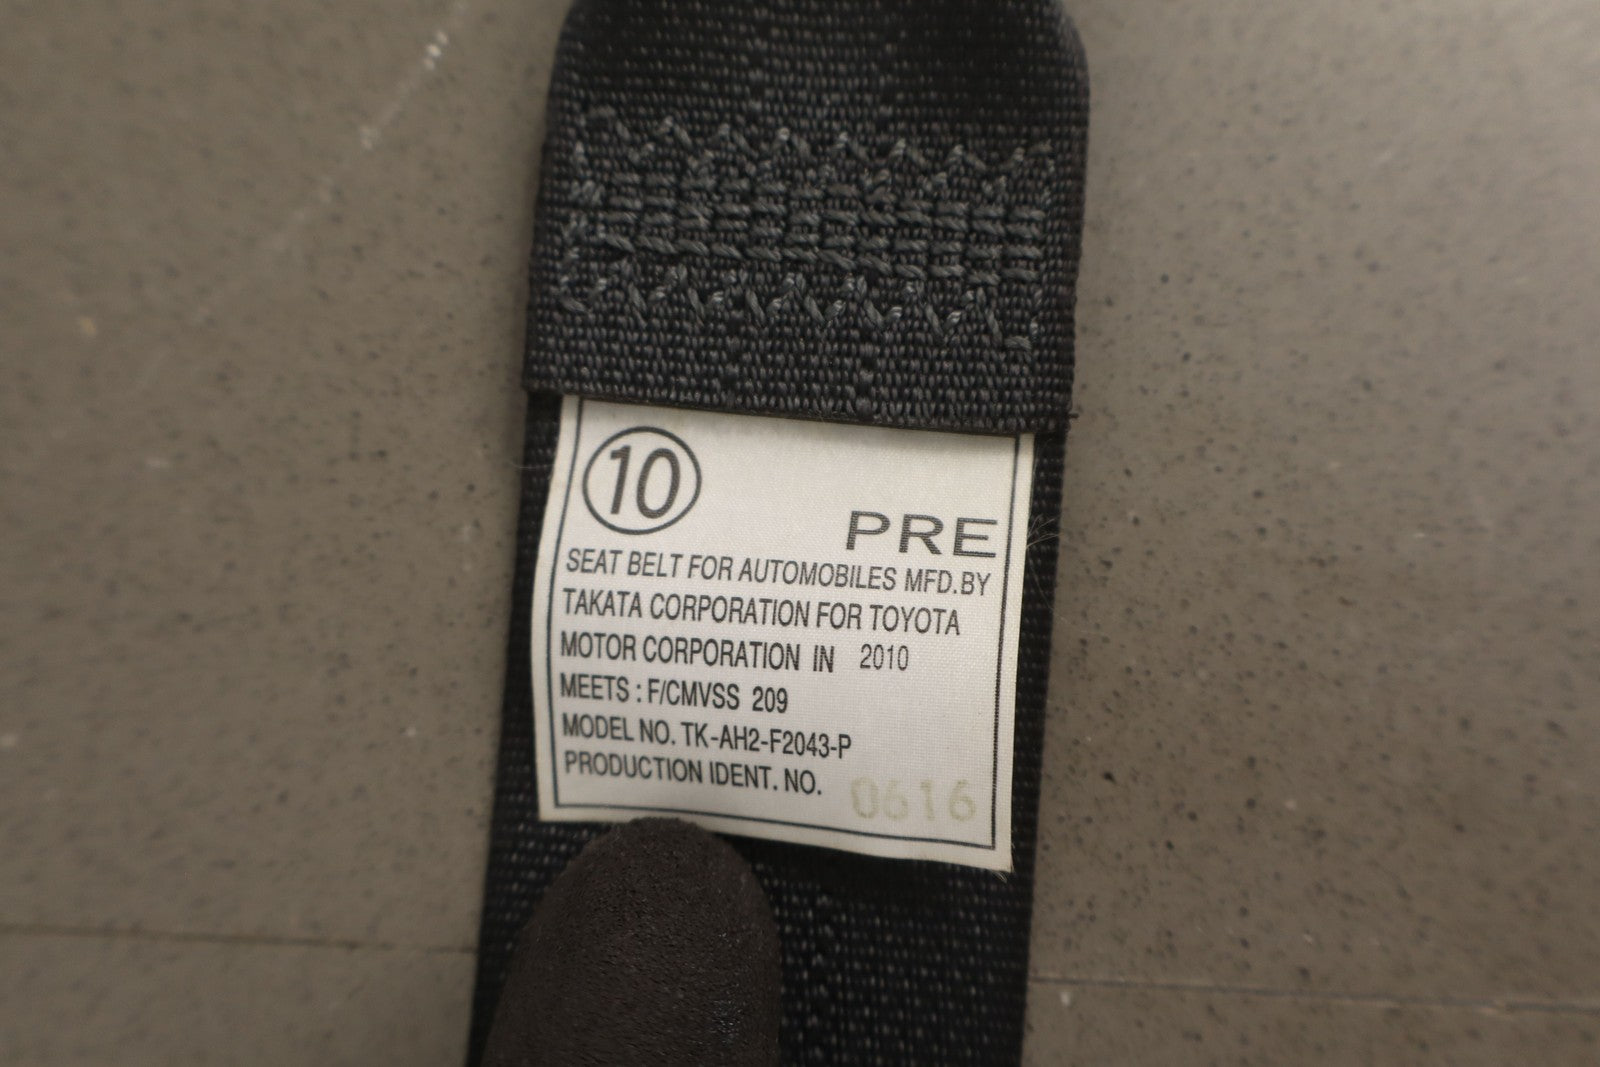 10
PRE
SEAT BELT FOR AUTOMOBILES MFD.BY
TAKATA CORPORATION FOR TOYOTA
MOTOR CORPORATION IN 2010
MEETS : F/CMVSS 209
MODEL NO. TK-AH2-F2043-P
PRODUCTION IDENT. NO. 0616